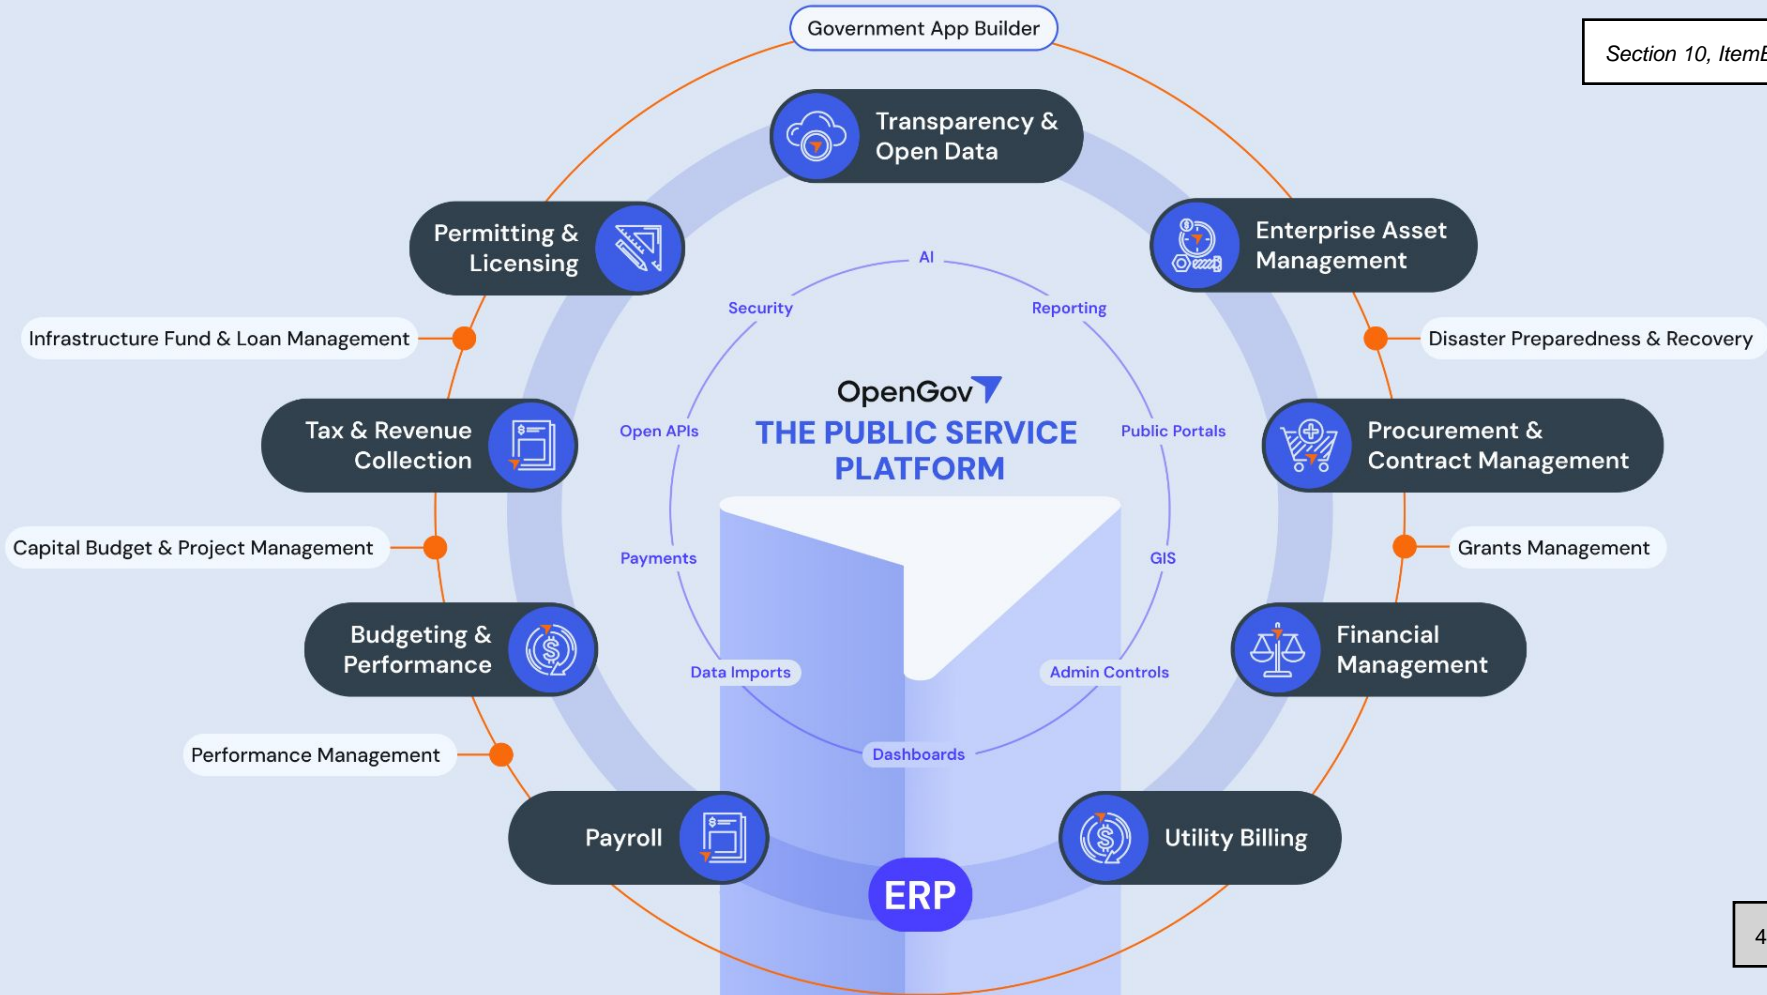 Government App Builder
Section 10, ItemE
Transparency &
Open Data
Permitting &
Licensing
Enterprise Asset
Management
AI
Security
Reporting
Infrastructure Fund & Loan Management
Disaster Preparedness & Recovery
OpenGov
THE PUBLIC SERVICE
PLATFORM
Open APIs
Public Portals
Tax & Revenue
Collection
Procurement &
Contract Management
Capital Budget & Project Management
Payments
GIS
Grants Management
Budgeting &
Performance
Financial
Management
Data Imports
Admin Controls
Performance Management
Dashboards
Payroll
Utility Billing
ERP
4